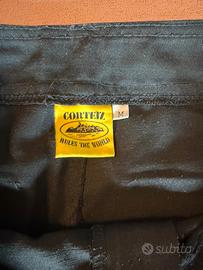 CORTEIZ
M
RULES THE WORLD
subito